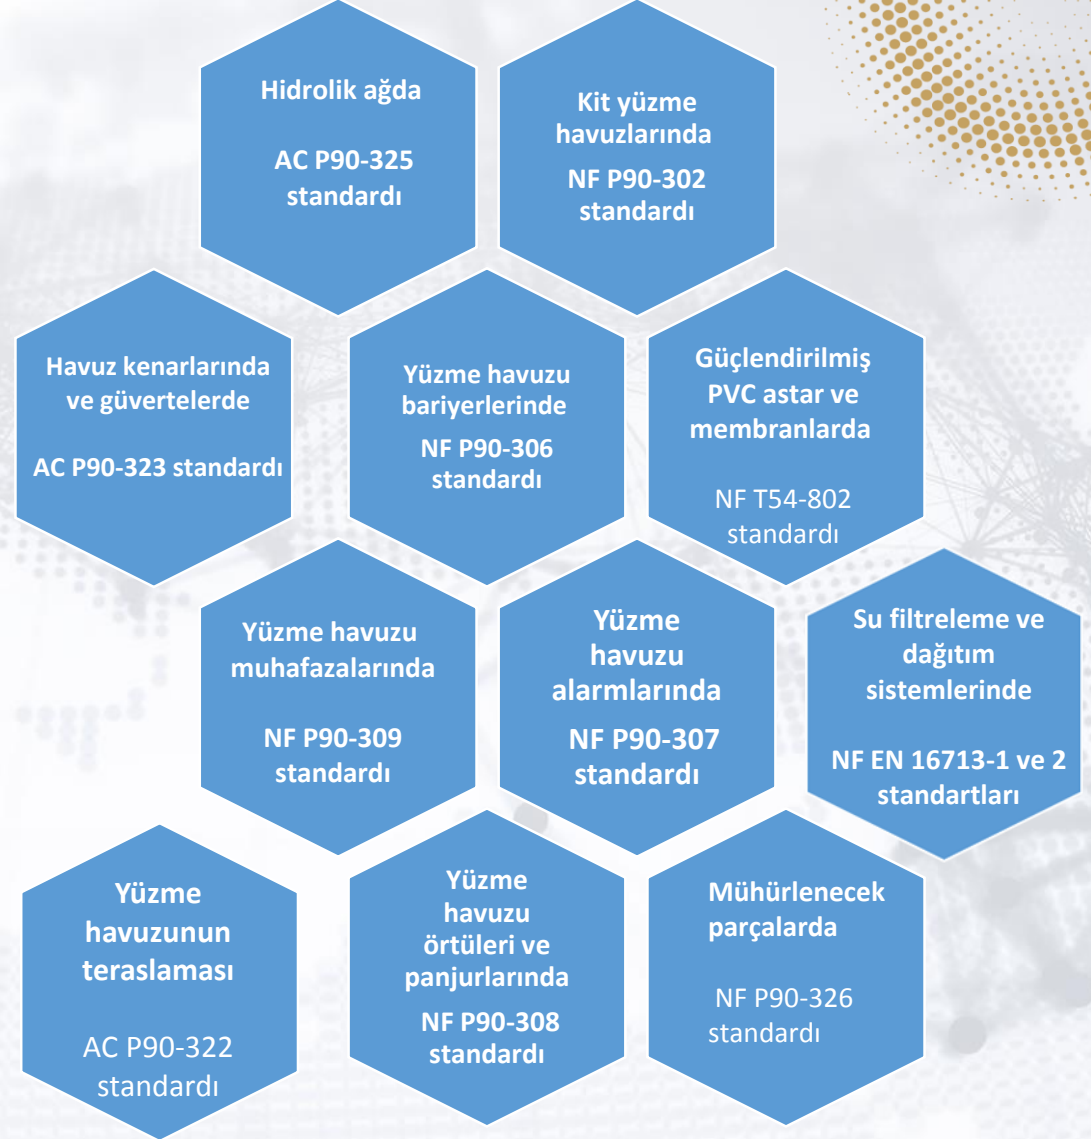 Hidrolik ağda
AC P90-325
standardı
Kit yüzme
havuzlarında
NF P90-302
standardı
Havuz kenarlarında
ve güvertelerde
AC P90-323 standardı
Yüzme havuzu
bariyerlerinde
NF P90-306
standardı
Güçlendirilmiş
PVC astar ve
membranlarda
NF T54-802
standardı
Yüzme havuzu
muhafazalarında
NF P90-309
standardı
Yüzme
havuzu
alarmlarında
NF P90-307
standardı
Su filtreleme ve
dağıtım
sistemlerinde
NF EN 16713-1 ve 2
standartları
Yüzme
havuzunun
teraslaması
AC P90-322
standardı
Yüzme
havuzu
örtüleri ve
panjurlarında
NF P90-308
standardı
Mühürlenecek
parçalarda
NF P90-326
standardı